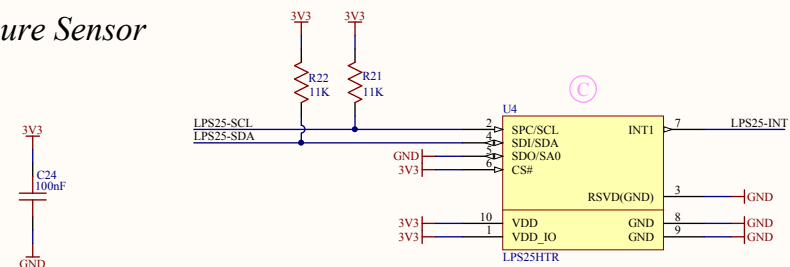 ure Sensor
3V3
3V3
R22
11K
R21
11K
C
U4
LPS25-SCL
2
SPC/SCL
INT1
7
LPS25-INT
LPS25-SDA
4
SDI/SDA
GND
5
SDO/SA0
3V3
6
CS#
3V3
C24
100nF
GND
RSVD(GND)
3
GND
3V3
10
VDD
GND
8
GND
3V3
1
VDD_IO
GND
9
GND
LPS25HTR